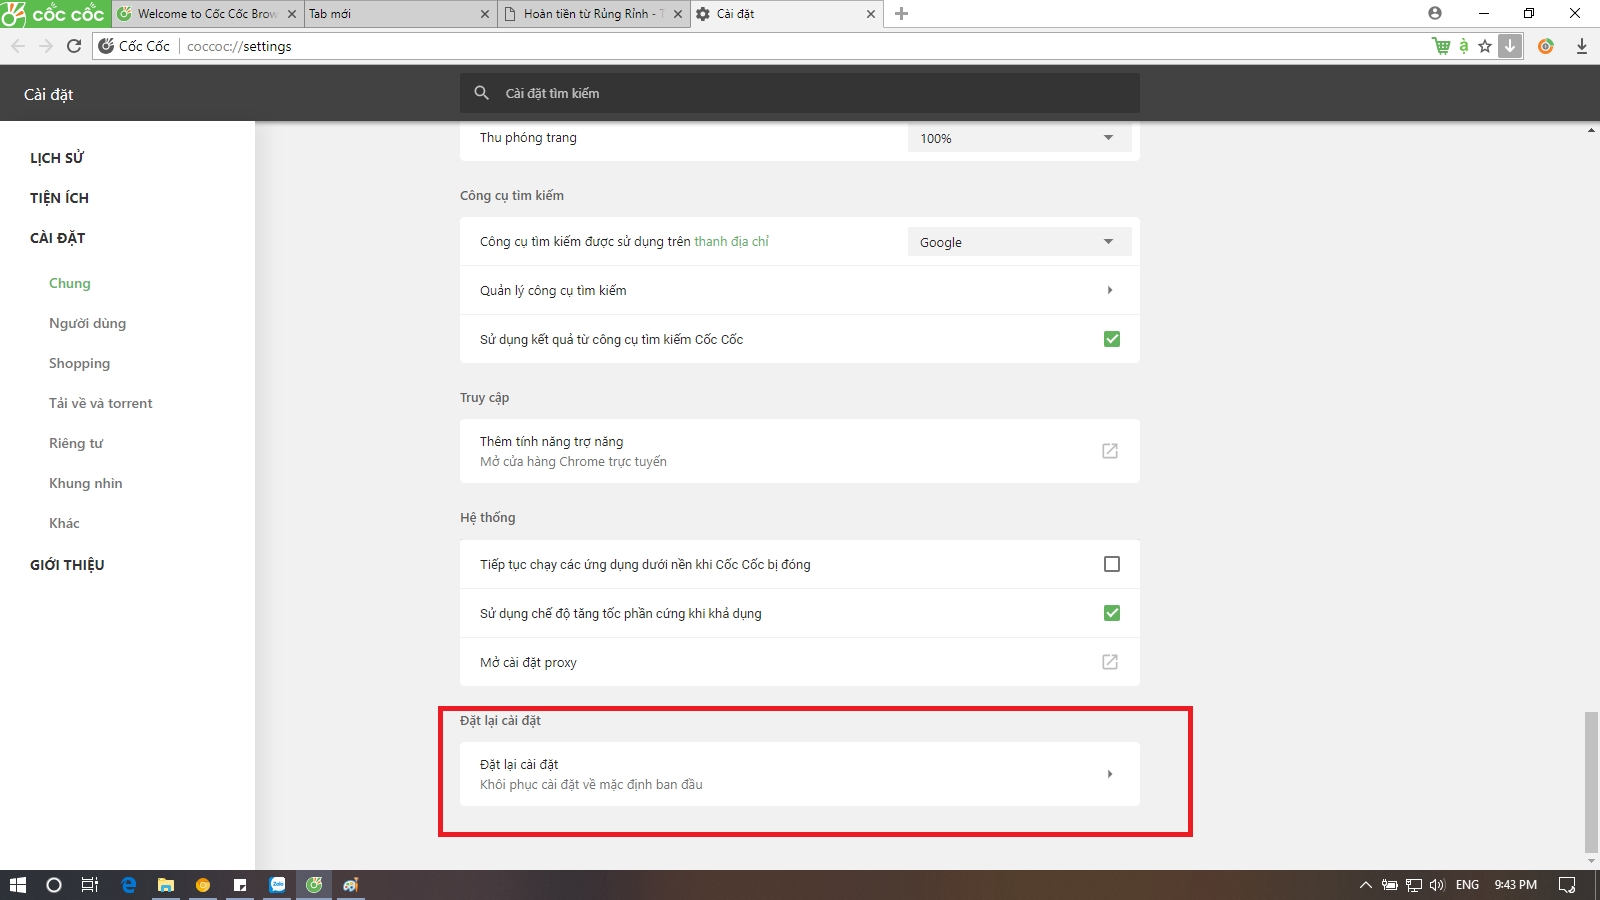 cốc cốc
Welcome to Cốc Cốc Brow
Tab mới
Hoàn tiền từ Rủng Rỉnh - T
Cài đặt
Cốc Cốc
coccoc://settings
à
Cài đặt
Cài đặt tìm kiếm
LỊCH SỬ
TIỆN ÍCH
CÀI ĐẶT
Chung
Người dùng
Shopping
Tải về và torrent
Riêng tư
Khung nhìn
Khác
GIỚI THIỆU
Thu phóng trang
100%
Công cụ tìm kiếm
Công cụ tìm kiếm được sử dụng trên thanh địa chỉ
Google
Quản lý công cụ tìm kiếm
Sử dụng kết quả từ công cụ tìm kiếm Cốc Cốc
Truy cập
Thêm tính năng trợ năng
Mở cửa hàng Chrome trực tuyến
Hệ thống
Tiếp tục chạy các ứng dụng dưới nền khi Cốc Cốc bị đóng
Sử dụng chế độ tăng tốc phần cứng khi khả dụng
Mở cài đặt proxy
Đặt lại cài đặt
Đặt lại cài đặt
Khôi phục cài đặt về mặc định ban đầu
Zalo
ENG
9:43 PM